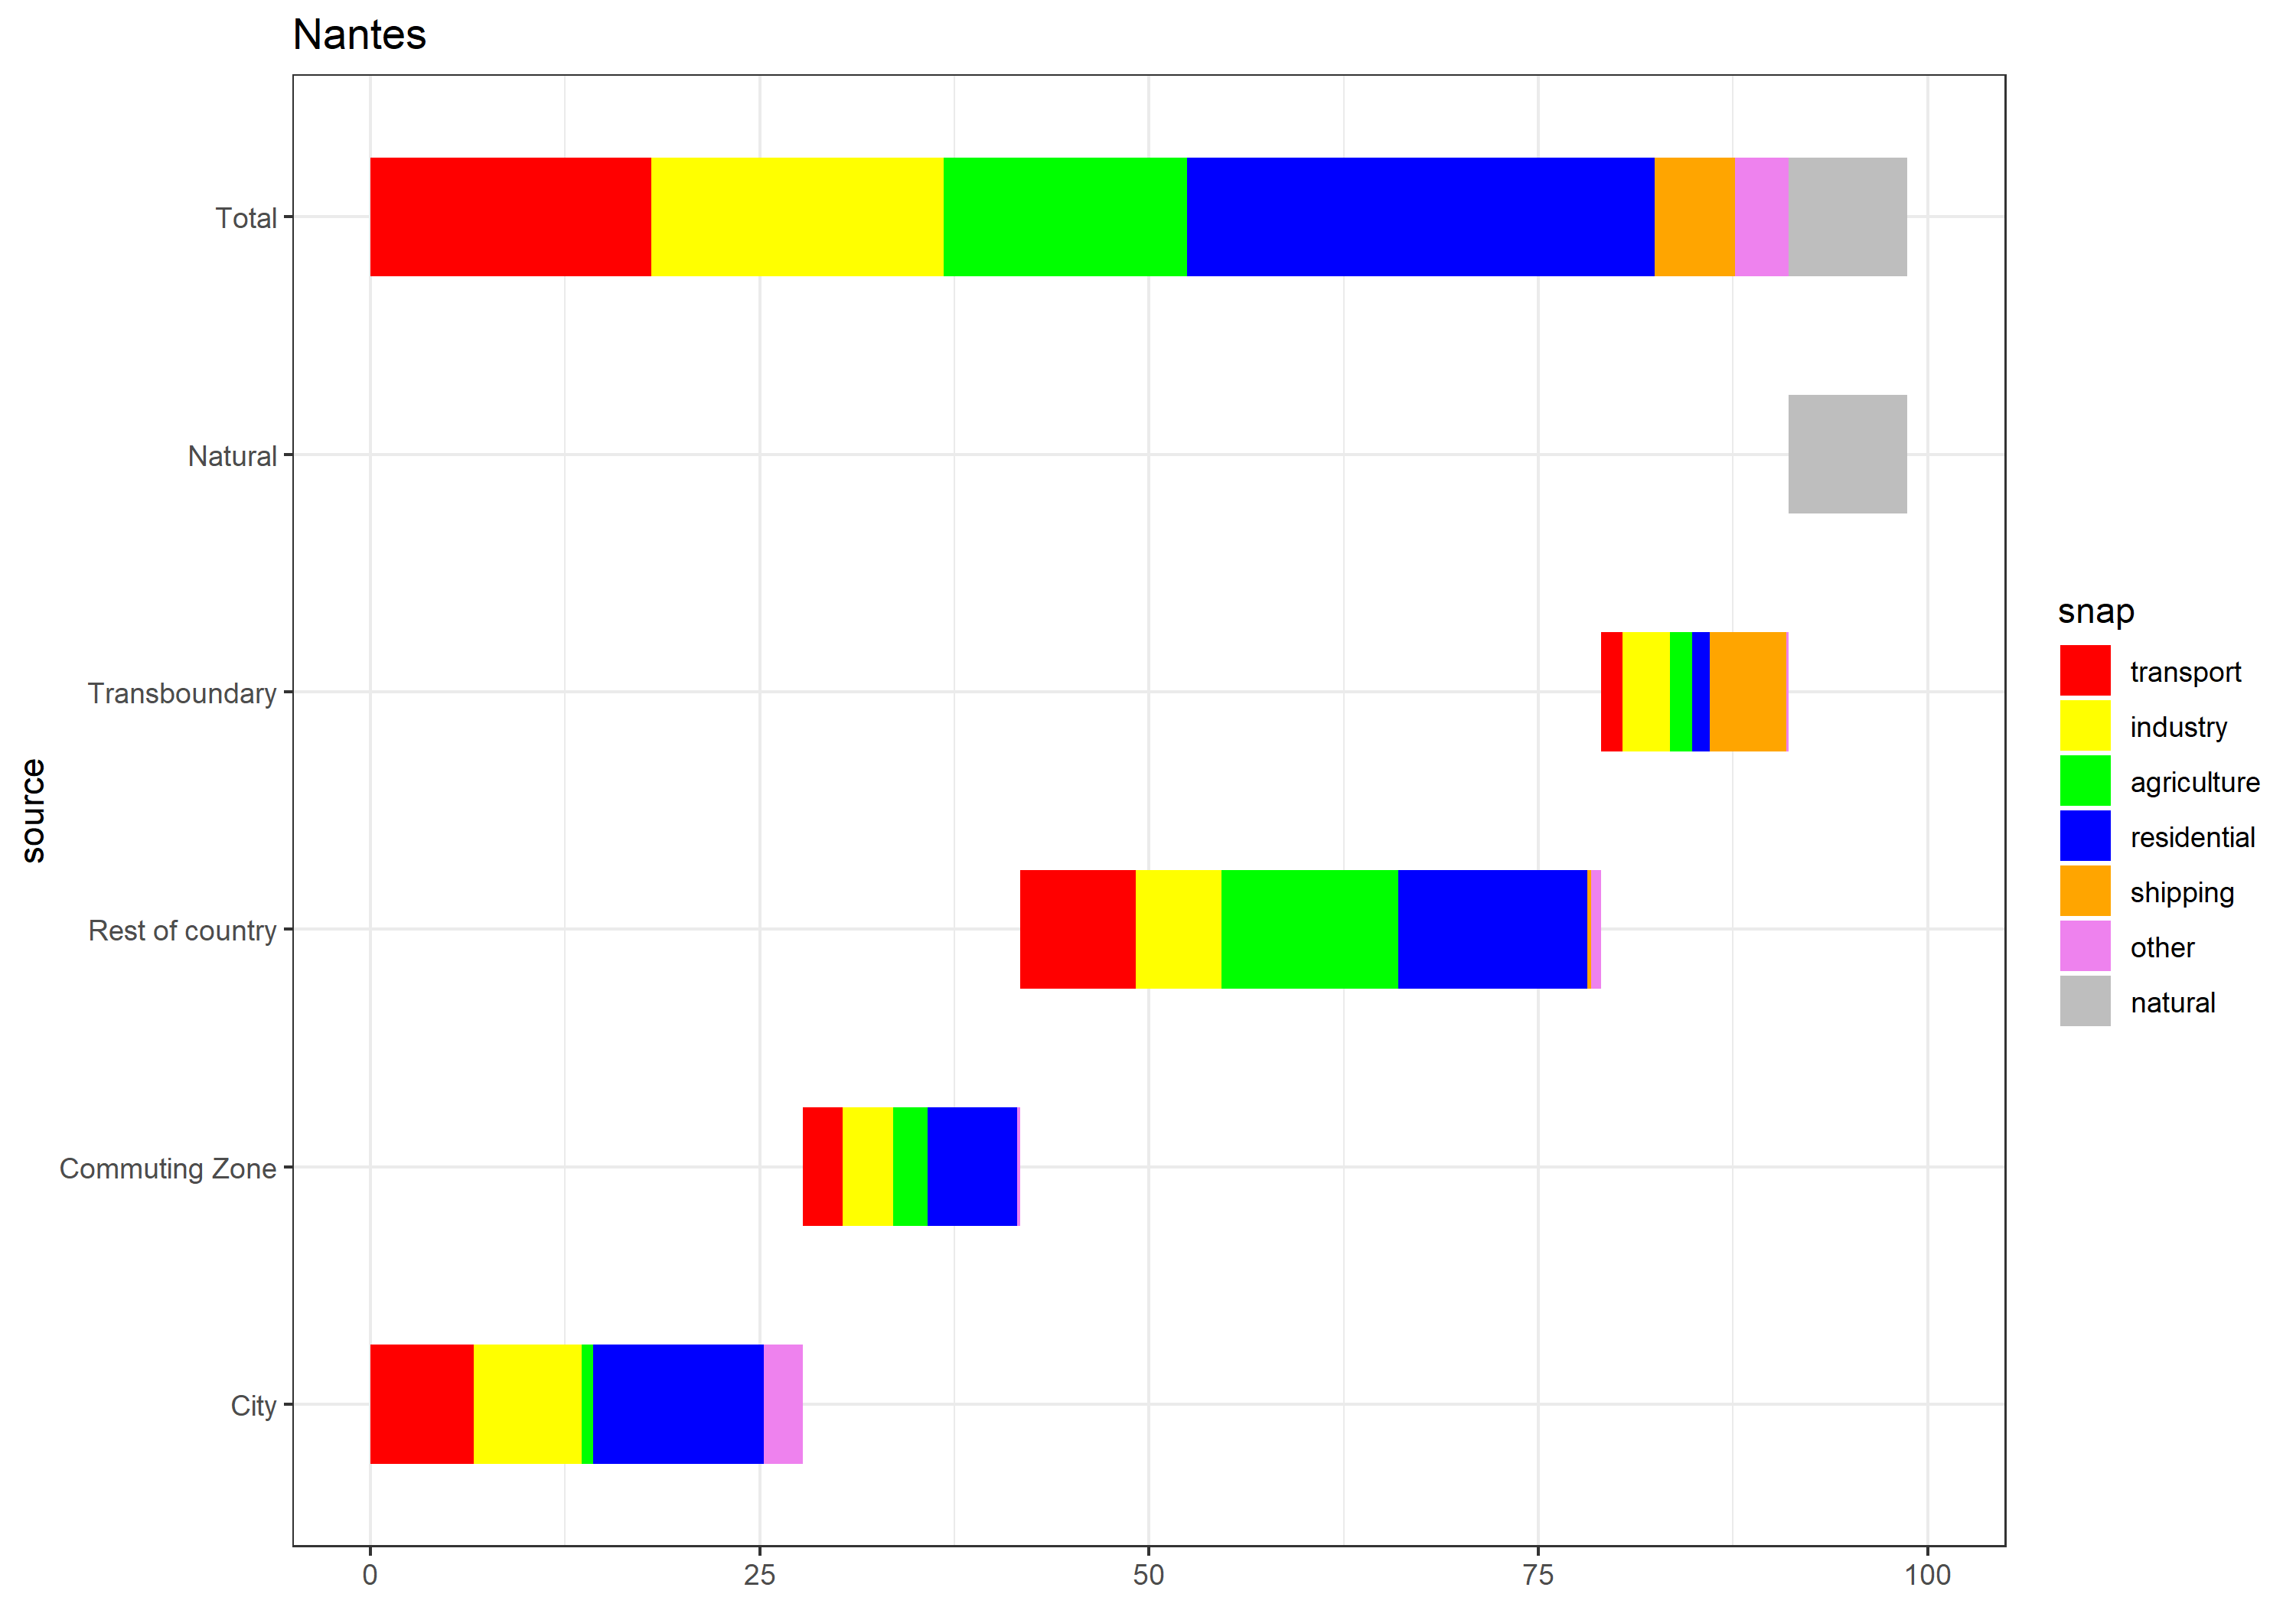 Nantes
source
Total
Natural
Transboundary
Rest of country
Commuting Zone
City
0
25
50
75
100
snap
transport
industry
agriculture
residential
shipping
other
natural